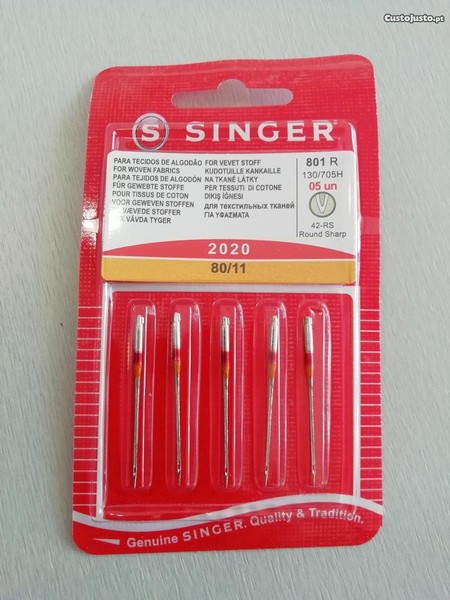 CustoJusto.pt
S SINGER®
PARA TECIDOS DE ALGODÃO
FOR WOVEN FABRICS
PARA TEJIDOS DE ALGODÓN
FÜR GEWEBTE STOFFE
POUR TISSUS DE COTON
VOOR GEWEVEN STOFFEN
VÆVEDE STOFFER
VÄVDA TYGER
FOR VEVET STOFF
KUDOTUILLE KANKAILLE
NA TKANÉ LÁTKY
PER TESSUTI DI COTONE
DIKIŞ İĞNESI
для текстильных тканей
ΓΙΑ ΥΦΑΣΜΑΤΑ
801 R
130/705H
05 un
42-RS
Round Sharp
2020
80/11
Genuine SINGER. Quality & Tradition.